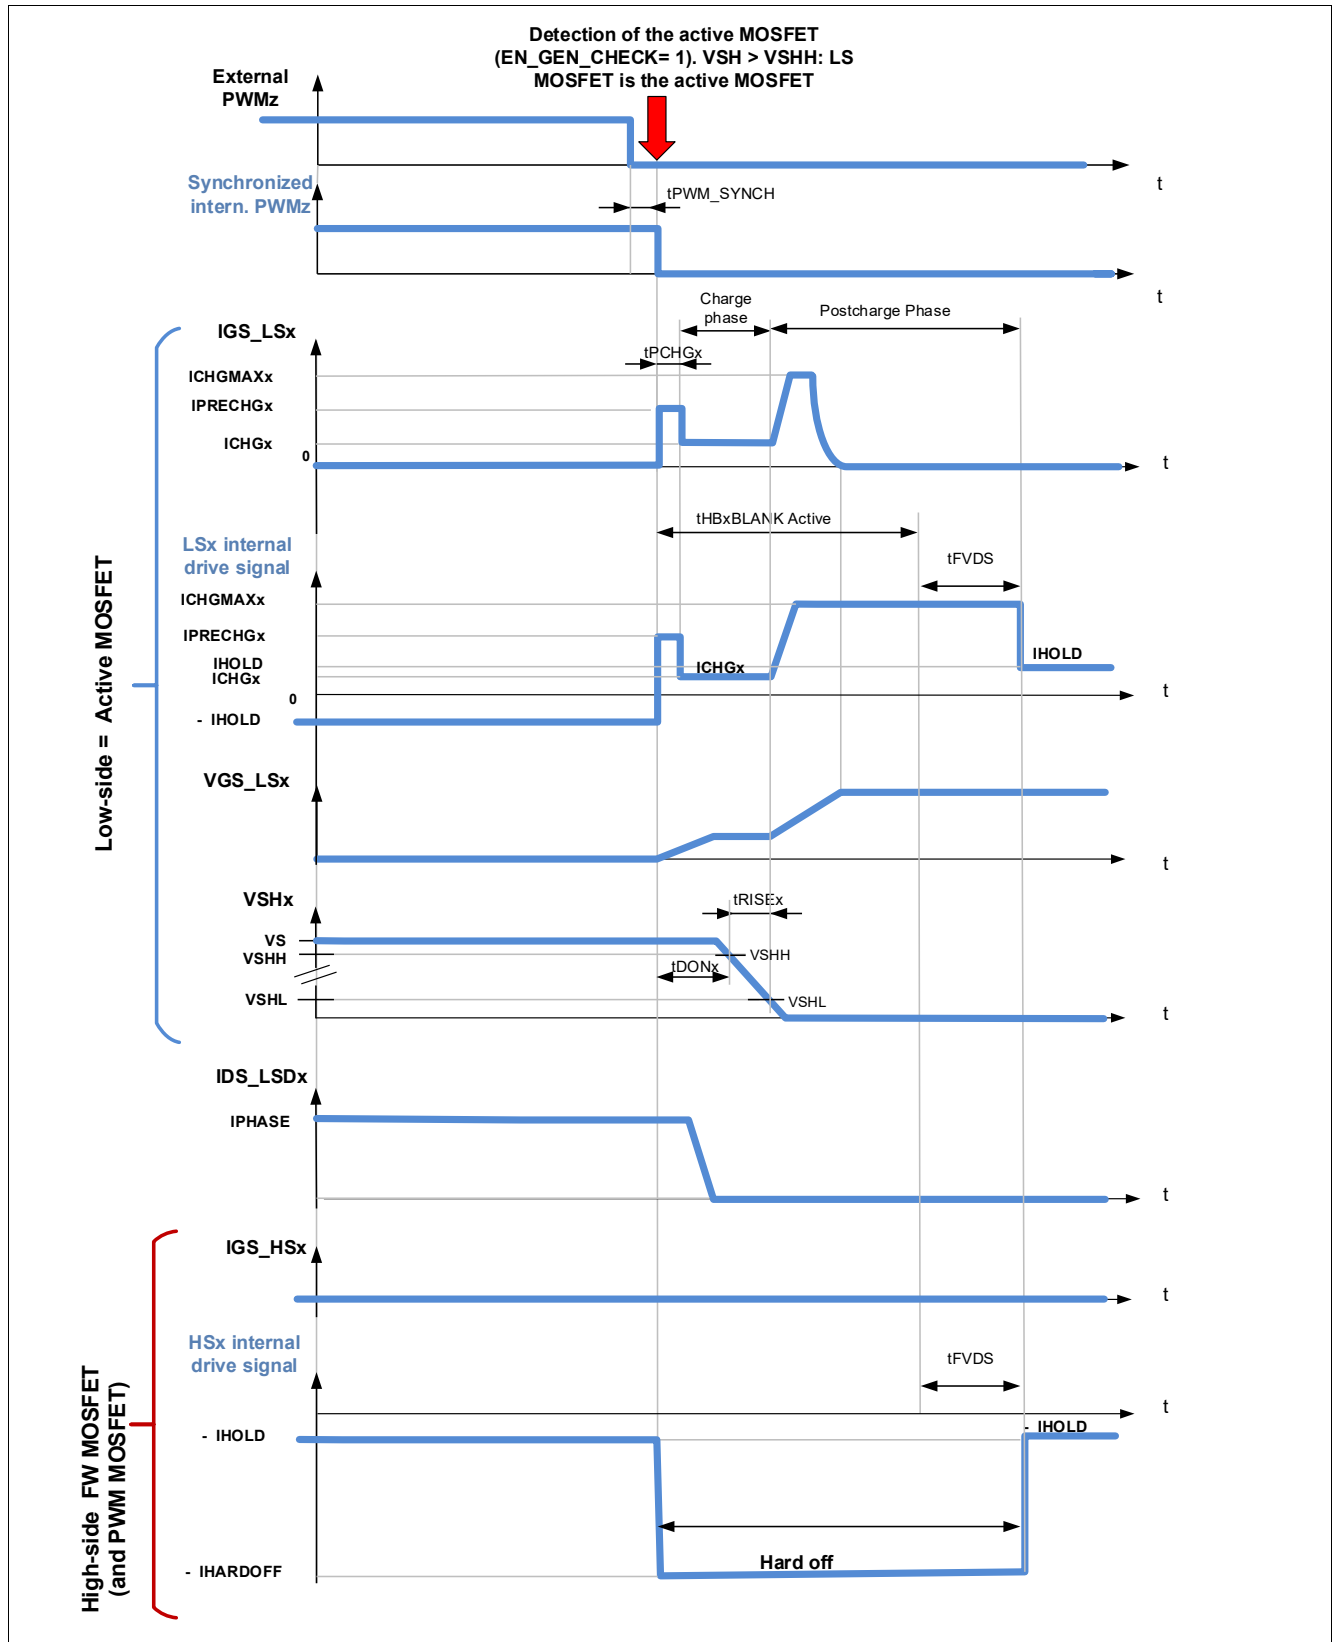 Detection of the active MOSFET
(EN_GEN_CHECK= 1). VSH > VSHH: LS
MOSFET is the active MOSFET
External
PWMz
t
Synchronized
intern. PWMz
tPWM_SYNCH
t
Charge
phase
Postcharge Phase
IGS_LSx
tPCHGx
ICHGMAXx
IPRECHGx
ICHGx
0
t
tHBxBLANK Active
LSx internal
drive signal
tFVDS
ICHGMAXx
IPRECHGx
IHOLD
ICHGx
ICHGx
IHOLD
0
t
- IHOLD
VGS_LSx
t
VSHx
tRISEx
VS
VSHH
VSHH
tDONx
VSHL
VSHL
t
Low-side = Active MOSFET
IDS_LSDx
IPHASE
t
IGS_HSx
t
HSx internal
drive signal
tFVDS
t
- IHOLD
- IHOLD
Hard off
- IHARDOFF
High-side FW MOSFET
(and PWM MOSFET)